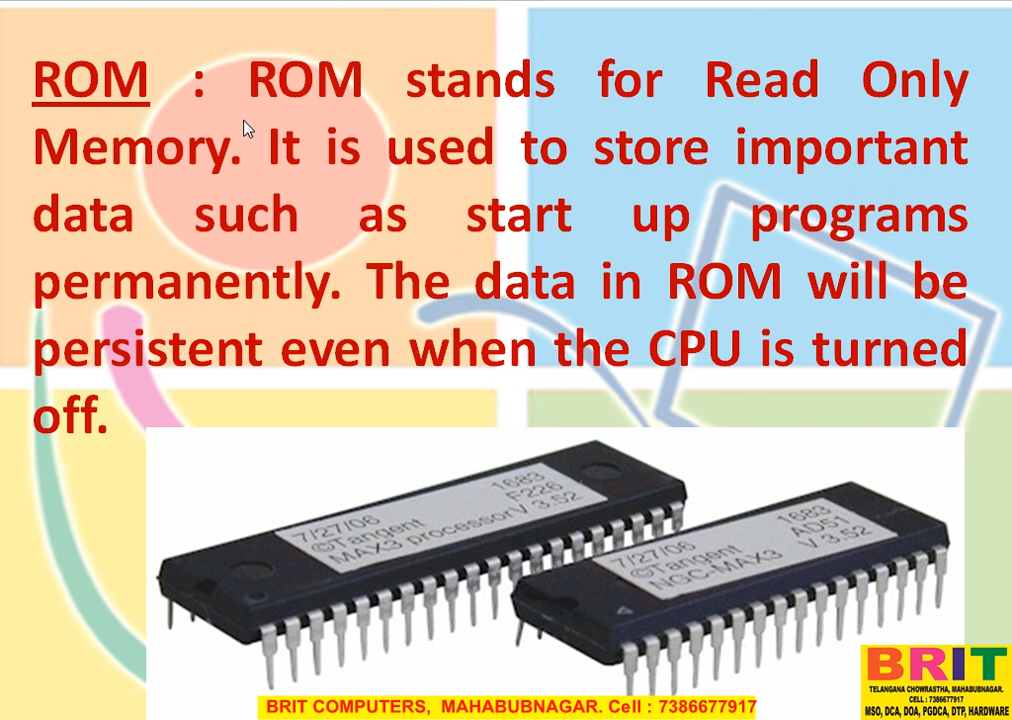 ROM : ROM stands for Read Only
Memory. It is used to store important
data such as start up programs
permanently. The data in ROM will be
persistent even when the CPU is turned
off.
7/27/06 1683
©Tangent F226
MAX3 processor V 3.52
7/27/06 1683
©Tangent AD51
NGC-MAX3 V 3.52
BRIT
TELANGANA CHOWRASTHA, MAHABUBNAGAR.
CELL : 7386677917
MSO, DCA, DOA, PGDCA, DTP, HARDWARE
BRIT COMPUTERS, MAHABUBNAGAR. Cell : 7386677917